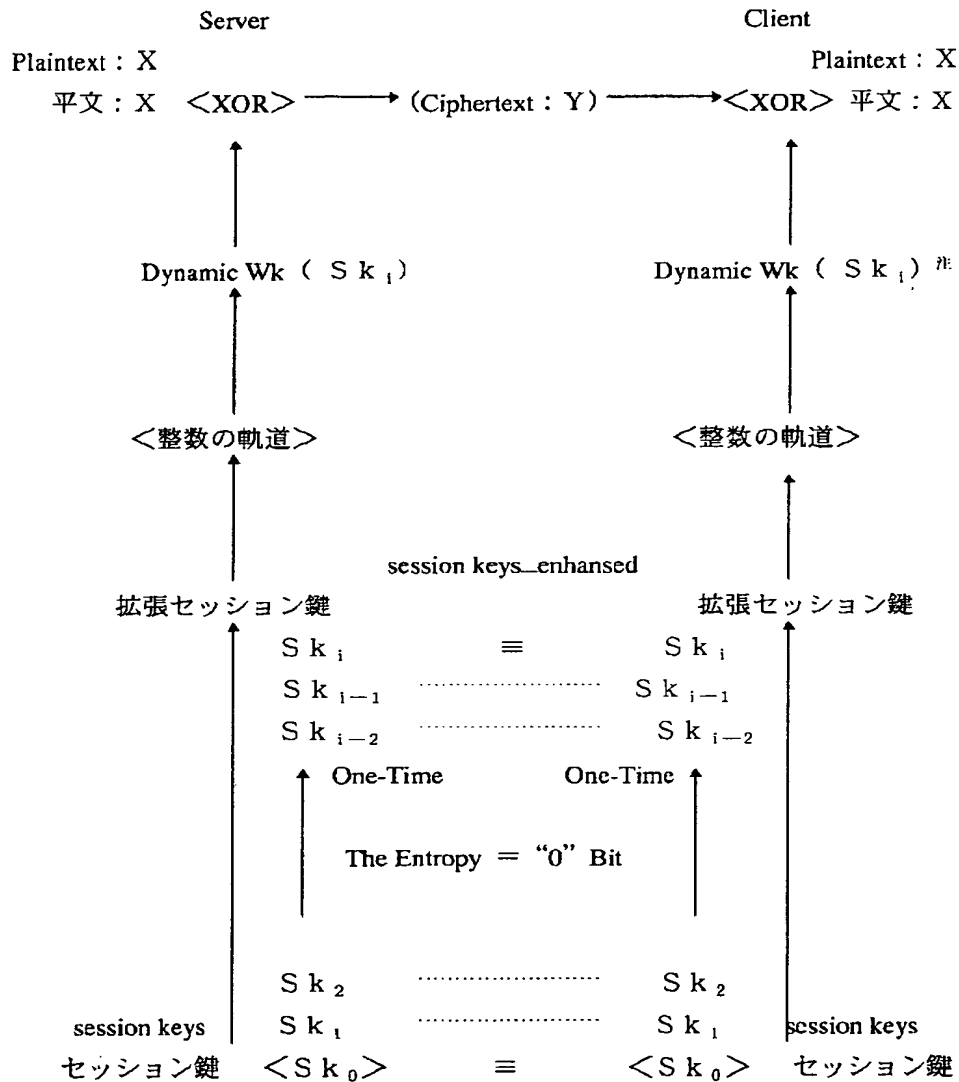 Server Client
Plaintext : X Plaintext : X
平文 : X <XOR> (Ciphertext : Y) <XOR> 平文 : X
Dynamic Wk ( S k i ) Dynamic Wk ( S k i )
<整数の軌道> <整数の軌道>
session keys_enhansed
拡張セッション鍵 拡張セッション鍵
S k i ≡ S k i
S k i−1 ………………… S k i−1
S k i−2 ………………… S k i−2
One-Time One-Time
The Entropy = “0” Bit
S k 2 ………………… S k 2
session keys S k 1 ………………… S k 1 session keys
セッション鍵 <S k 0> ≡ <S k 0> セッション鍵